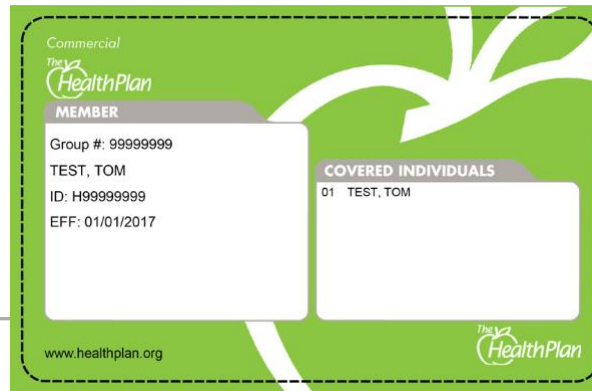 Commercial
The
HealthPlan
MEMBER
Group #: 99999999
TEST, TOM
ID: H99999999
EFF: 01/01/2017
COVERED INDIVIDUALS
01 TEST, TOM
www.healthplan.org
The
HealthPlan